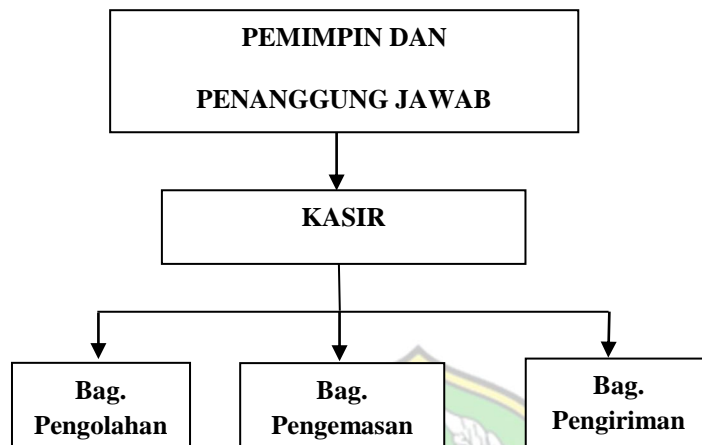 PEMIMPIN DAN
PENANGGUNG JAWAB
KASIR
Bag.
Pengolahan
Bag.
Pengemasan
Bag.
Pengiriman